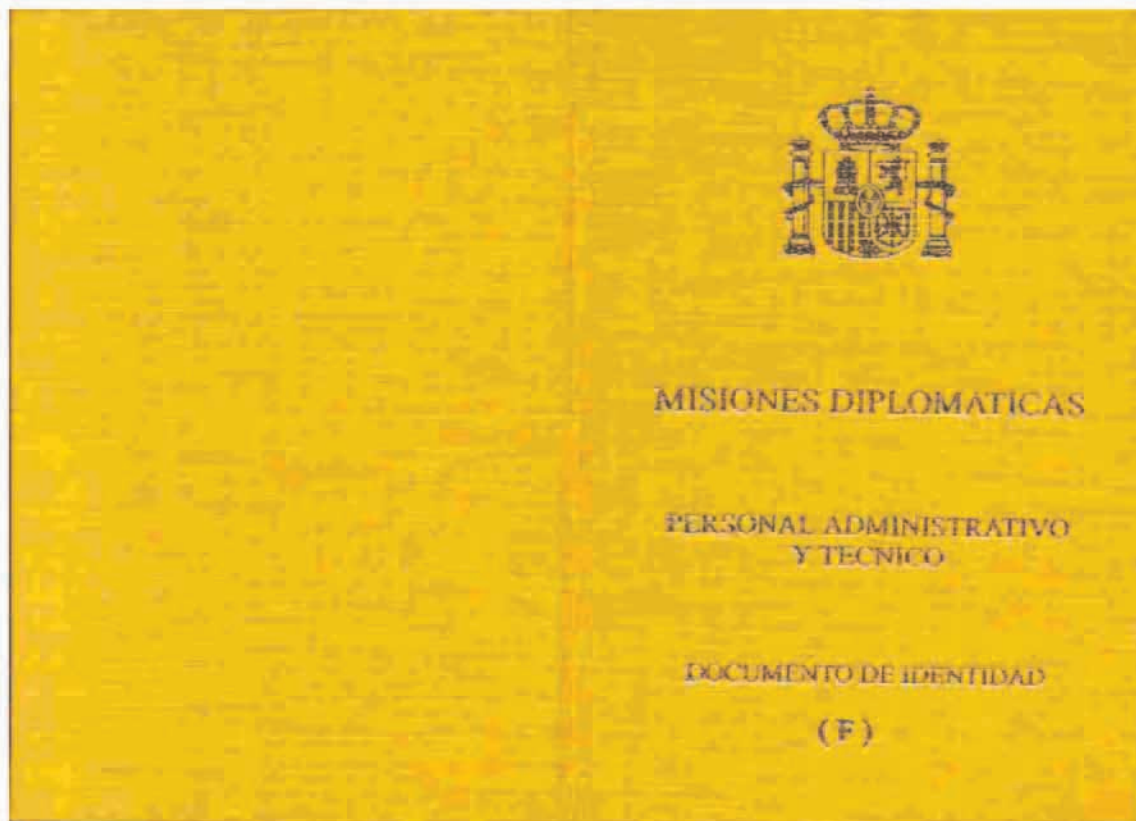 MISIONES DIPLOMATICAS
PERSONAL ADMINISTRATIVO
Y TECNICO
DOCUMENTO DE IDENTIDAD
( F )